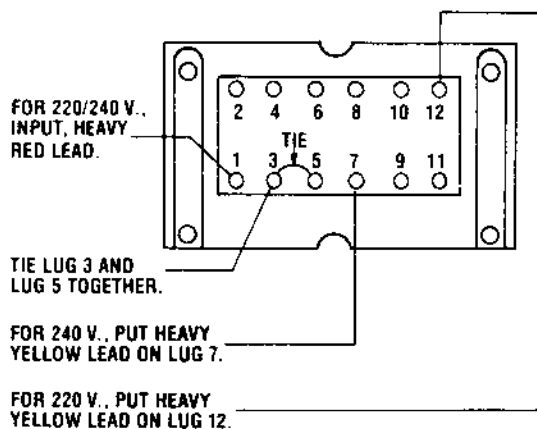 2 4 6 8 10 12
FOR 220/240 V.,
INPUT, HEAVY
RED LEAD.
TIE
1 3 5 7 9 11
TIE LUG 3 AND
LUG 5 TOGETHER.
FOR 240 V., PUT HEAVY
YELLOW LEAD ON LUG 7.
FOR 220 V., PUT HEAVY
YELLOW LEAD ON LUG 12.